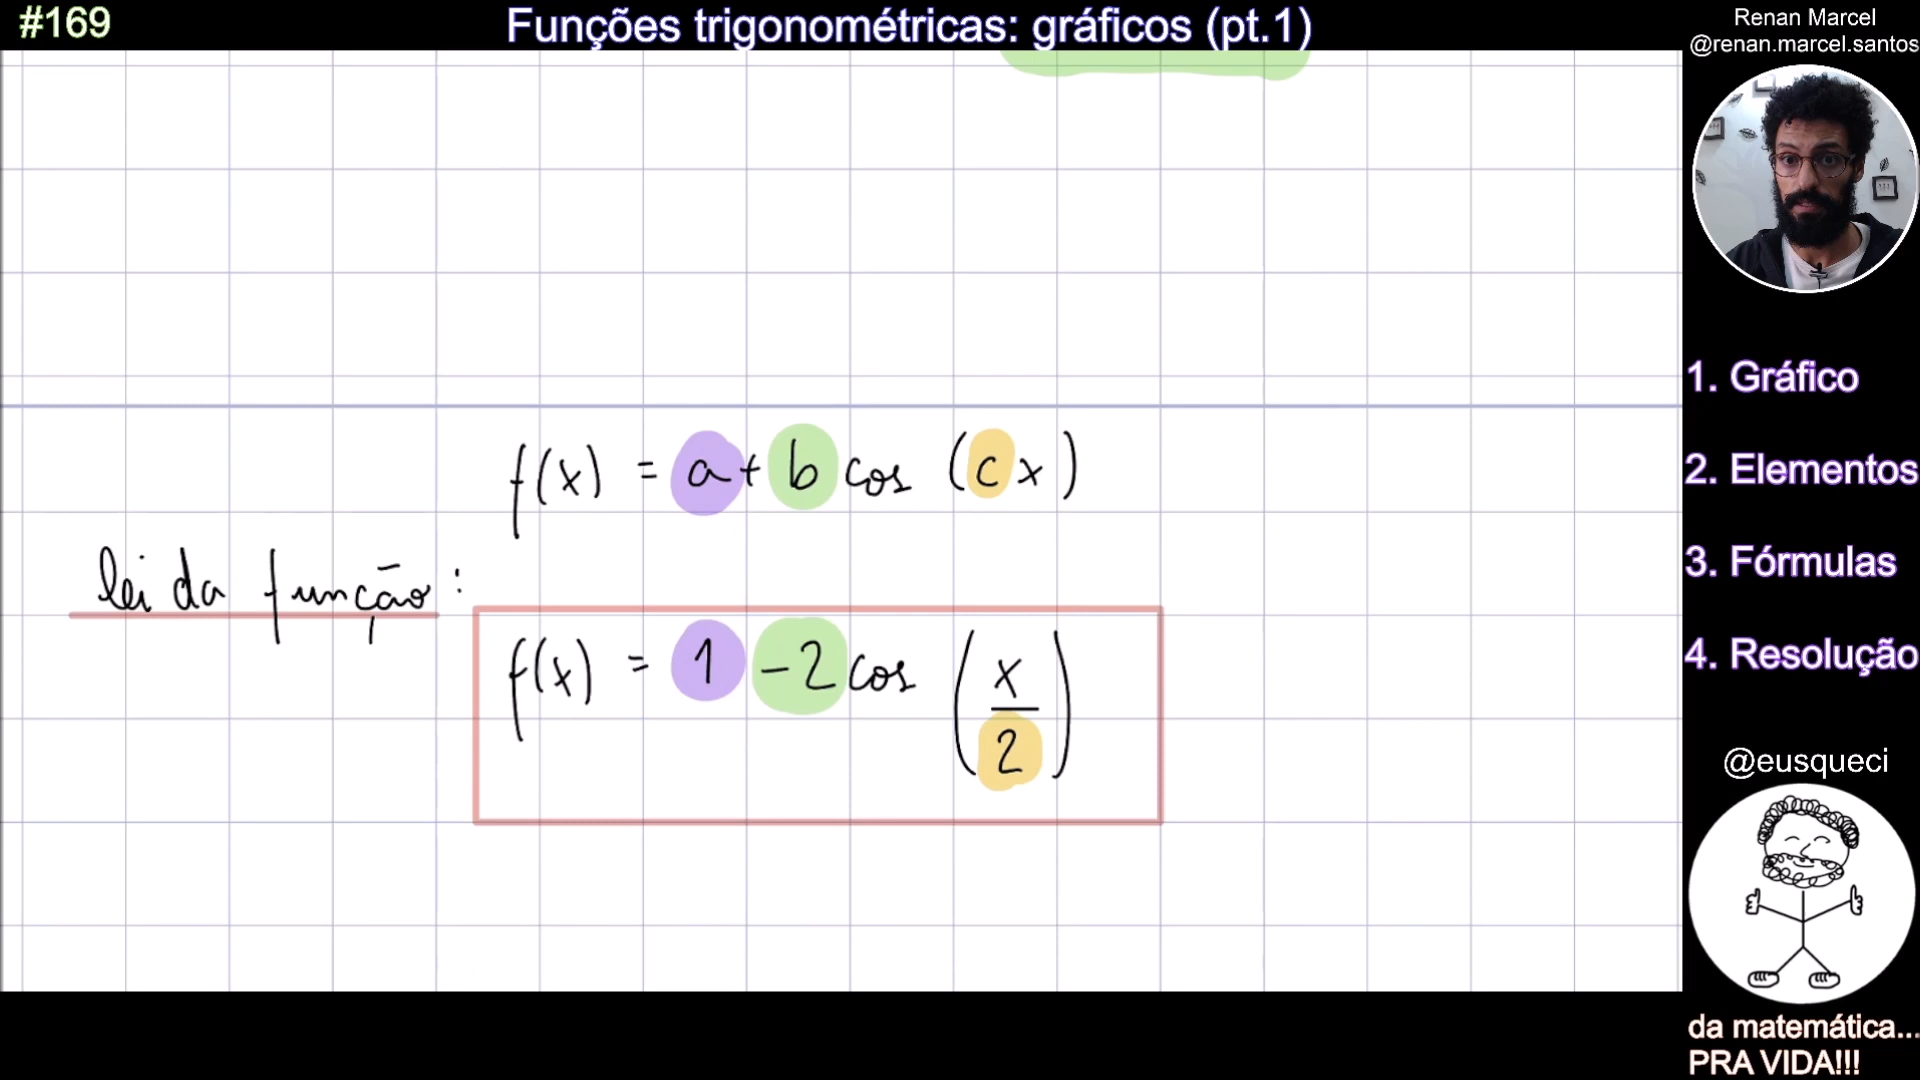 #169
Funções trigonométricas: gráficos (pt.1)
Renan Marcel
@renan.marcel.santos
f(x) = a + b cos (cx)
lei da função:
f(x) = 1 - 2 cos (x/2)
1. Gráfico
2. Elementos
3. Fórmulas
4. Resolução
@eusqueci
da matemática...
PRA VIDA!!!